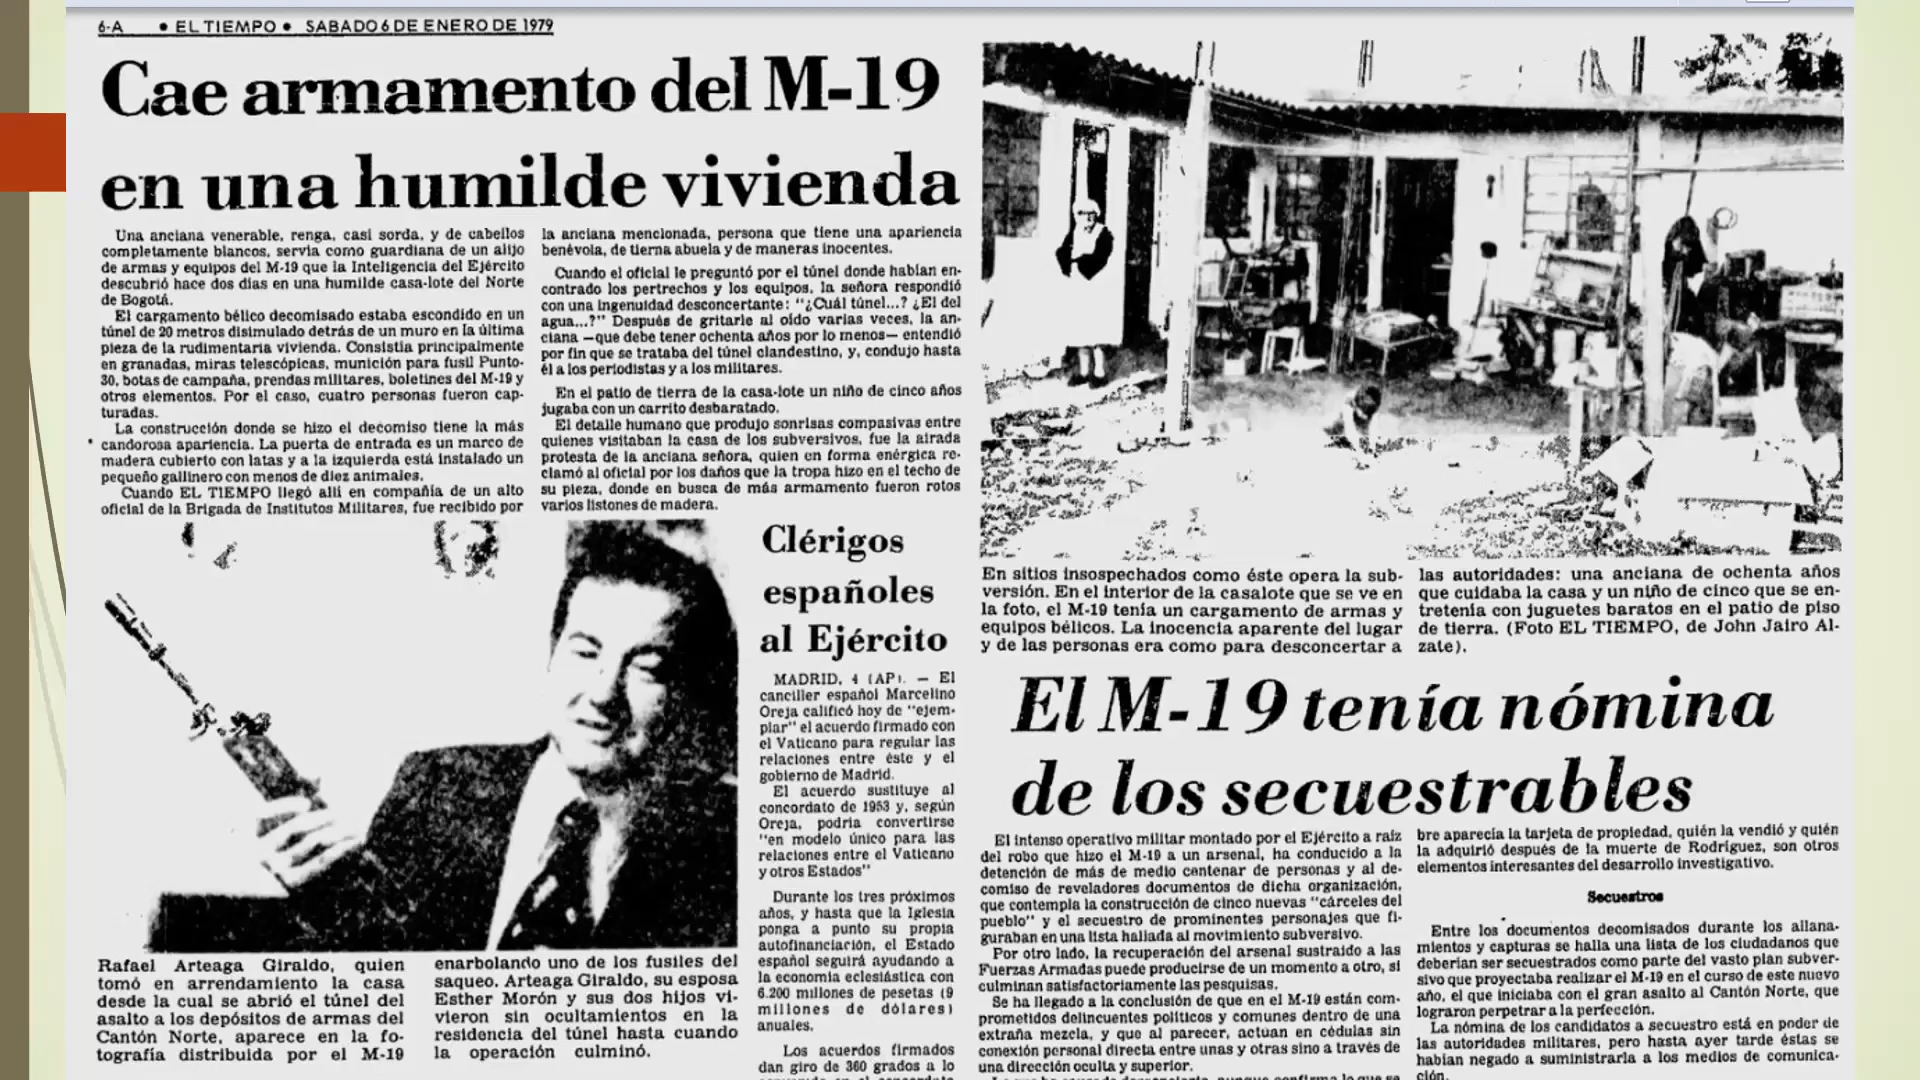 6-A • EL TIEMPO • SABADO 6 DE ENERO DE 1979
Cae armamento del M-19
en una humilde vivienda
Una anciana venerable, renga, casi sorda, y de cabellos
completamente blancos, servía como guardiana de un alijo
de armas y equipos del M-19 que la Inteligencia del Ejército
descubrió hace dos días en una humilde casa-lote del Norte
de Bogotá.
El cargamento bélico decomisado estaba escondido en un
túnel de 20 metros disimulado detrás de un muro en la última
pieza de la rudimentaria vivienda. Consistía principalmente
en granadas, miras telescópicas, munición para fusil Punto-
30, botas de campaña, prendas militares, boletines del M-19 y
otros elementos. Por el caso, cuatro personas fueron cap-
turadas.
La construcción donde se hizo el decomiso tiene la más
candorosa apariencia. La puerta de entrada es un marco de
madera cubierto con latas y a la izquierda está instalado un
pequeño gallinero con menos de diez animales.
Cuando EL TIEMPO llegó allí en compañía de un alto
oficial de la Brigada de Institutos Militares, fue recibido por
la anciana mencionada, persona que tiene una apariencia
benévola, de tierna abuela y de maneras inocentes.
Cuando el oficial le preguntó por el túnel donde habían en-
contrado los pertrechos y los equipos, la señora respondió
con una ingenuidad desconcertante: "¿Cuál túnel...? ¿El del
agua...?" Después de gritarle al oído varias veces, la an-
ciana —que debe tener ochenta años por lo menos— entendió
por fin que se trataba del túnel clandestino, y, condujo hasta
él a los periodistas y a los militares.
En el patio de tierra de la casa-lote un niño de cinco años
jugaba con un carrito desbaratado.
El detalle humano que produjo sonrisas compasivas entre
quienes visitaban la casa de los subversivos, fue la airada
protesta de la anciana señora, quien en forma enérgica re-
clamó al oficial por los daños que la tropa hizo en el techo de
su pieza, donde en busca de más armamento fueron rotos
varios listones de madera.
En sitios insospechados como éste opera la sub-
versión. En el interior de la casalote que se ve en
la foto, el M-19 tenía un cargamento de armas y
equipos bélicos. La inocencia aparente del lugar
y de las personas era como para desconcertar a
las autoridades: una anciana de ochenta años
que cuidaba la casa y un niño de cinco que se en-
tretenía con juguetes baratos en el patio de piso
de tierra. (Foto EL TIEMPO, de John Jairo Al-
zate).
Rafael Arteaga Giraldo, quien
tomó en arrendamiento la casa
desde la cual se abrió el túnel del
asalto a los depósitos de armas del
Cantón Norte, aparece en la fo-
tografía distribuida por el M-19
enarbolando uno de los fusiles del
saqueo. Arteaga Giraldo, su esposa
Esther Morón y sus dos hijos vi-
vieron sin ocultamientos en la
residencia del túnel hasta cuando
la operación culminó.
Clérigos
españoles
al Ejército
MADRID, 4 (AP). — El
canciller español Marcelino
Oreja calificó hoy de "ejem-
plar" el acuerdo firmado con
el Vaticano para regular las
relaciones entre éste y el
gobierno de Madrid.
El acuerdo sustituye al
concordato de 1953 y, según
Oreja, podría convertirse
"en modelo único para las
relaciones entre el Vaticano
y otros Estados"
Durante los tres próximos
años, y hasta que la Iglesia
ponga a punto su propia
autofinanciación, el Estado
español seguirá ayudando a
la economía eclesiástica con
6.200 millones de pesetas (9
millones de dólares)
anuales.
Los acuerdos firmados
dan giro de 360 grados a lo
El M-19 tenía nómina
de los secuestrables
El intenso operativo militar montado por el Ejército a raíz
del robo que hizo el M-19 a un arsenal, ha conducido a la
detención de más de medio centenar de personas y al de-
comiso de reveladores documentos de dicha organización,
que contempla la construcción de cinco nuevas "cárceles del
pueblo" y el secuestro de prominentes personajes que fi-
guraban en una lista hallada al movimiento subversivo.
Por otro lado, la recuperación del arsenal sustraído a las
Fuerzas Armadas puede producirse de un momento a otro, si
culminan satisfactoriamente las pesquisas.
Se ha llegado a la conclusión de que en el M-19 están com-
prometidos delincuentes políticos y comunes dentro de una
extraña mezcla, y que al parecer, actúan en cédulas sin
conexión personal directa entre unas y otras sino a través de
una dirección oculta y superior.
bre aparecía la tarjeta de propiedad, quién la vendió y quién
la adquirió después de la muerte de Rodríguez, son otros
elementos interesantes del desarrollo investigativo.
Secuestros
Entre los documentos decomisados durante los allana-
mientos y capturas se halla una lista de los ciudadanos que
deberían ser secuestrados como parte del vasto plan subver-
sivo que proyectaba realizar el M-19 en el curso de este nuevo
año, el que iniciaba con el gran asalto al Cantón Norte, que
lograron perpetrar a la perfección.
La nómina de los candidatos a secuestro está en poder de
las autoridades militares, pero hasta ayer tarde éstas se
habían negado a suministrarla a los medios de comunica-
ción.